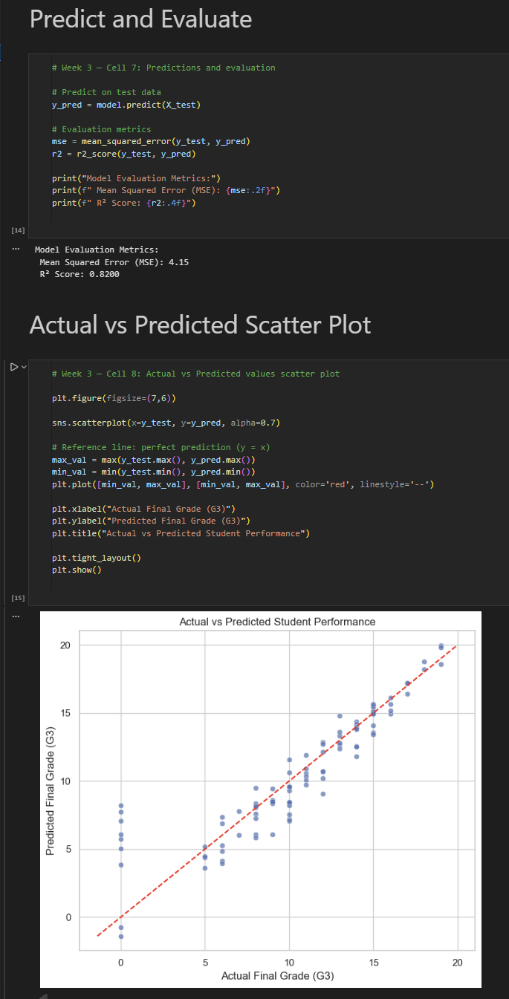 Predict and Evaluate
# Week 3 – Cell 7: Predictions and evaluation
# Predict on test data
y_pred = model.predict(X_test)
# Evaluation metrics
mse = mean_squared_error(y_test, y_pred)
r2 = r2_score(y_test, y_pred)
print("Model Evaluation Metrics:")
print(f" Mean Squared Error (MSE): {mse:.2f}")
print(f" R² Score: {r2:.4f}")
[14]
...
Model Evaluation Metrics:
Mean Squared Error (MSE): 4.15
R² Score: 0.8200
Actual vs Predicted Scatter Plot
# Week 3 – Cell 8: Actual vs Predicted values scatter plot
plt.figure(figsize=(7,6))
sns.scatterplot(x=y_test, y=y_pred, alpha=0.7)
# Reference line: perfect prediction (y = x)
max_val = max(y_test.max(), y_pred.max())
min_val = min(y_test.min(), y_pred.min())
plt.plot([min_val, max_val], [min_val, max_val], color='red', linestyle='--')
plt.xlabel("Actual Final Grade (G3)")
plt.ylabel("Predicted Final Grade (G3)")
plt.title("Actual vs Predicted Student Performance")
plt.tight_layout()
plt.show()
[15]
...
Actual vs Predicted Student Performance
Predicted Final Grade (G3)
20
15
10
5
0
0 5 10 15 20
Actual Final Grade (G3)